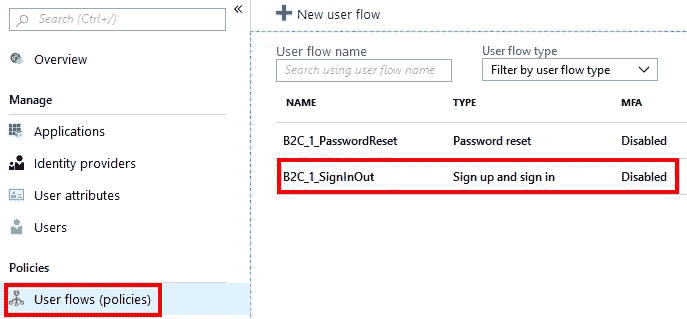 Search (Ctrl+/)
«
Overview
Manage
Applications
Identity providers
User attributes
Users
Policies
User flows (policies)
New user flow
User flow name
Search using user flow name
User flow type
Filter by user flow type
NAME TYPE MFA
B2C_1_PasswordReset Password reset Disabled
B2C_1_SignInOut Sign up and sign in Disabled